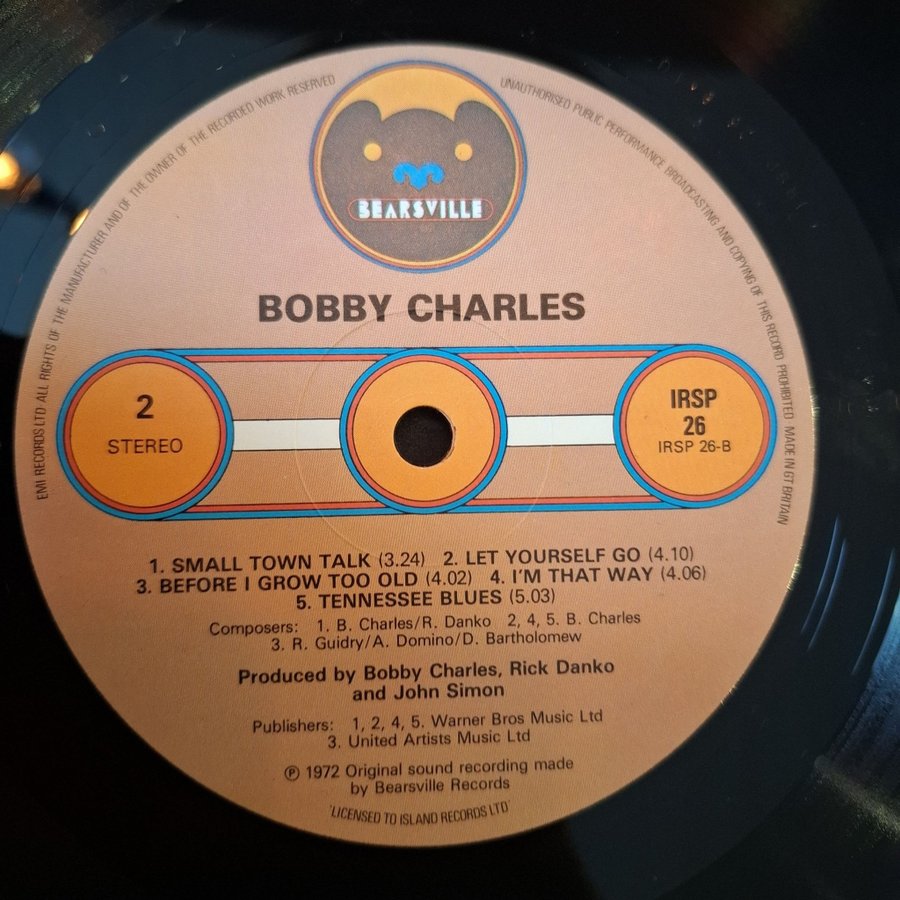 EMI RECORDS LTD ALL RIGHTS OF THE MANUFACTURER AND OF THE OWNER OF THE RECORDED WORK RESERVED
UNAUTHORISED PUBLIC PERFORMANCE BROADCASTING AND COPYING OF THIS RECORD PROHIBITED MADE IN GT BRITAIN
BEARSVILLE
BOBBY CHARLES
2
STEREO
IRSP
26
IRSP 26-B
1. SMALL TOWN TALK (3.24) 2. LET YOURSELF GO (4.10)
3. BEFORE I GROW TOO OLD (4.02) 4. I'M THAT WAY (4.06)
5. TENNESSEE BLUES (5.03)
Composers: 1. B. Charles/R. Danko 2, 4, 5. B. Charles
3. R. Guidry/A. Domino/D. Bartholomew
Produced by Bobby Charles, Rick Danko
and John Simon
Publishers: 1, 2, 4, 5. Warner Bros Music Ltd
3. United Artists Music Ltd
℗ 1972 Original sound recording made
by Bearsville Records
'LICENSED TO ISLAND RECORDS LTD'